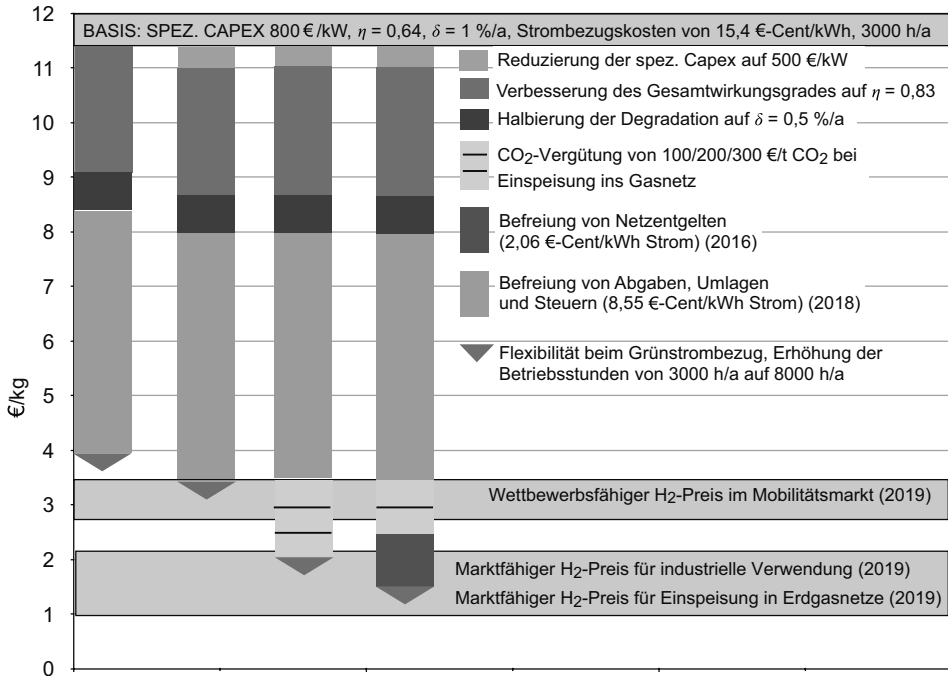 12
BASIS: SPEZ. CAPEX 800 €/kW, η = 0,64, δ = 1 %/a, Strombezugskosten von 15,4 €-Cent/kWh, 3000 h/a
11
Reduzierung der spez. Capex auf 500 €/kW
Verbesserung des Gesamtwirkungsgrades auf η = 0,83
10
Halbierung der Degradation auf δ = 0,5 %/a
CO2-Vergütung von 100/200/300 €/t CO2 bei
Einspeisung ins Gasnetz
9
Befreiung von Netzentgelten
(2,06 €-Cent/kWh Strom) (2016)
8
7
Befreiung von Abgaben, Umlagen
und Steuern (8,55 €-Cent/kWh Strom) (2018)
6
Flexibilität beim Grünstrombezug, Erhöhung der
Betriebsstunden von 3000 h/a auf 8000 h/a
5
€/kg
4
3
Wettbewerbsfähiger H2-Preis im Mobilitätsmarkt (2019)
2
Marktfähiger H2-Preis für industrielle Verwendung (2019)
Marktfähiger H2-Preis für Einspeisung in Erdgasnetze (2019)
1
0